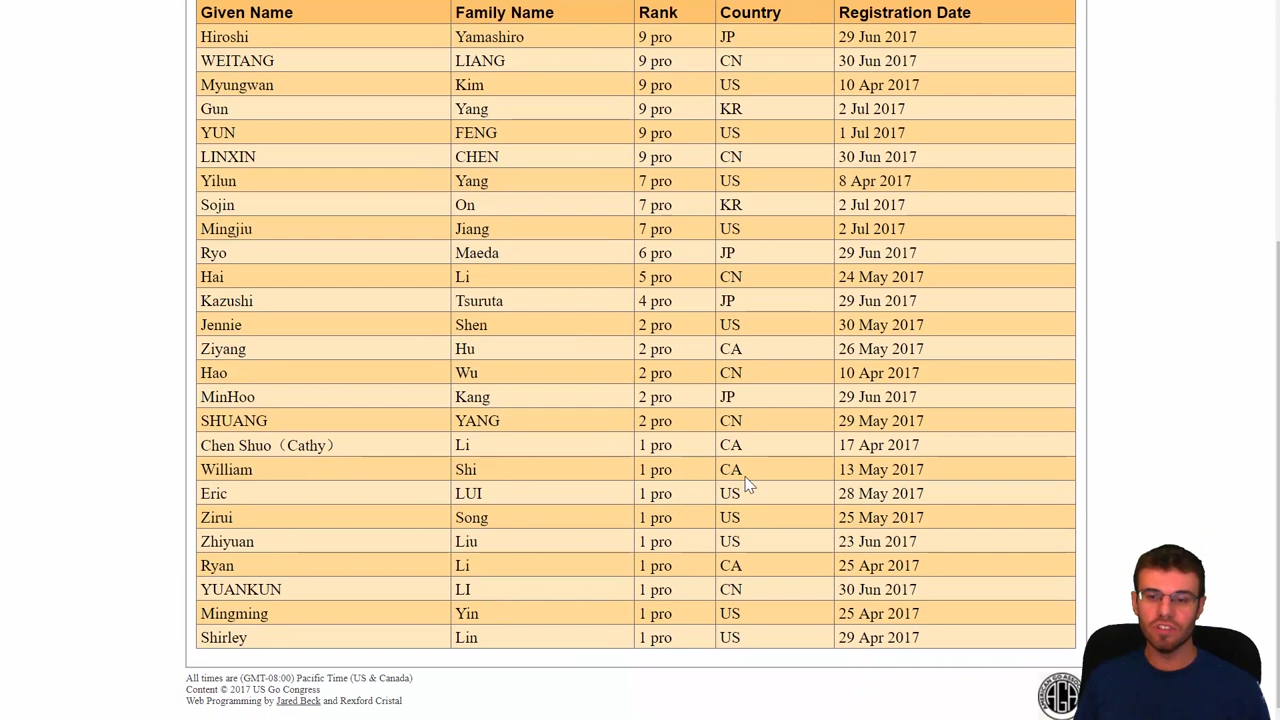 Given Name Family Name Rank Country Registration Date
Hiroshi Yamashiro 9 pro JP 29 Jun 2017
WEITANG LIANG 9 pro CN 30 Jun 2017
Myungwan Kim 9 pro US 10 Apr 2017
Gun Yang 9 pro KR 2 Jul 2017
YUN FENG 9 pro US 1 Jul 2017
LINXIN CHEN 9 pro CN 30 Jun 2017
Yilun Yang 7 pro US 8 Apr 2017
Sojin On 7 pro KR 2 Jul 2017
Mingjiu Jiang 7 pro US 2 Jul 2017
Ryo Maeda 6 pro JP 29 Jun 2017
Hai Li 5 pro CN 24 May 2017
Kazushi Tsuruta 4 pro JP 29 Jun 2017
Jennie Shen 2 pro US 30 May 2017
Ziyang Hu 2 pro CA 26 May 2017
Hao Wu 2 pro CN 10 Apr 2017
MinHoo Kang 2 pro JP 29 Jun 2017
SHUANG YANG 2 pro CN 29 May 2017
Chen Shuo（Cathy） Li 1 pro CA 17 Apr 2017
William Shi 1 pro CA 13 May 2017
Eric LUI 1 pro US 28 May 2017
Zirui Song 1 pro US 25 May 2017
Zhiyuan Liu 1 pro US 23 Jun 2017
Ryan Li 1 pro CA 25 Apr 2017
YUANKUN LI 1 pro CN 30 Jun 2017
Mingming Yin 1 pro US 25 Apr 2017
Shirley Lin 1 pro US 29 Apr 2017
All times are (GMT-08:00) Pacific Time (US & Canada)
Content © 2017 US Go Congress
Web Programming by Jared Beck and Rexford Cristal